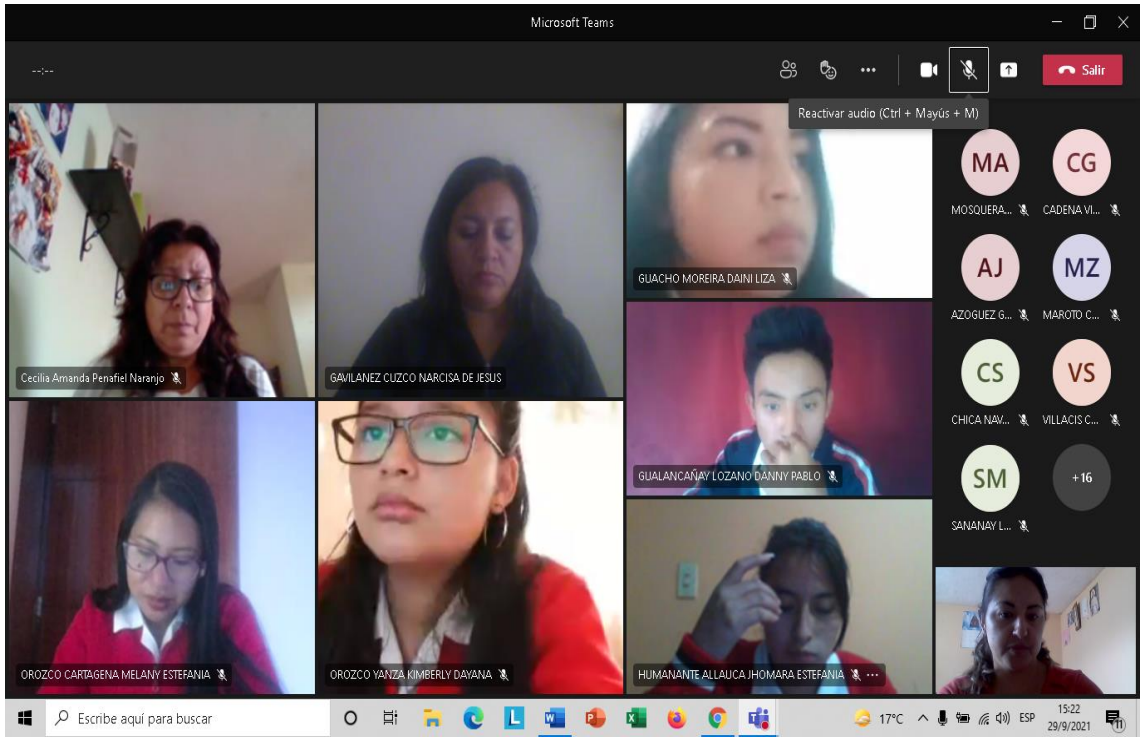 Microsoft Teams
--:--
Salir
Reactivar audio (Ctrl + Mayús + M)
MA
CG
MOSQUERA...
CADENA VI...
GUACHO MOREIRA DAINI LIZA
AJ
MZ
AZOGUEZ G...
MAROTO C...
Cecilia Amanda Penafiel Naranjo
GAVILANEZ CUZCO NARCISA DE JESUS
CS
VS
CHICA NAV...
VILLACIS C...
GUALANCAÑAY LOZANO DANNY PABLO
SM
+16
SANANAY L...
OROZCO CARTAGENA MELANY ESTEFANIA
OROZCO YANZA KIMBERLY DAYANA
HUMANANTE ALLAUCA JHOMARA ESTEFANIA
Escribe aquí para buscar
17°C
ESP
15:22
29/9/2021
11